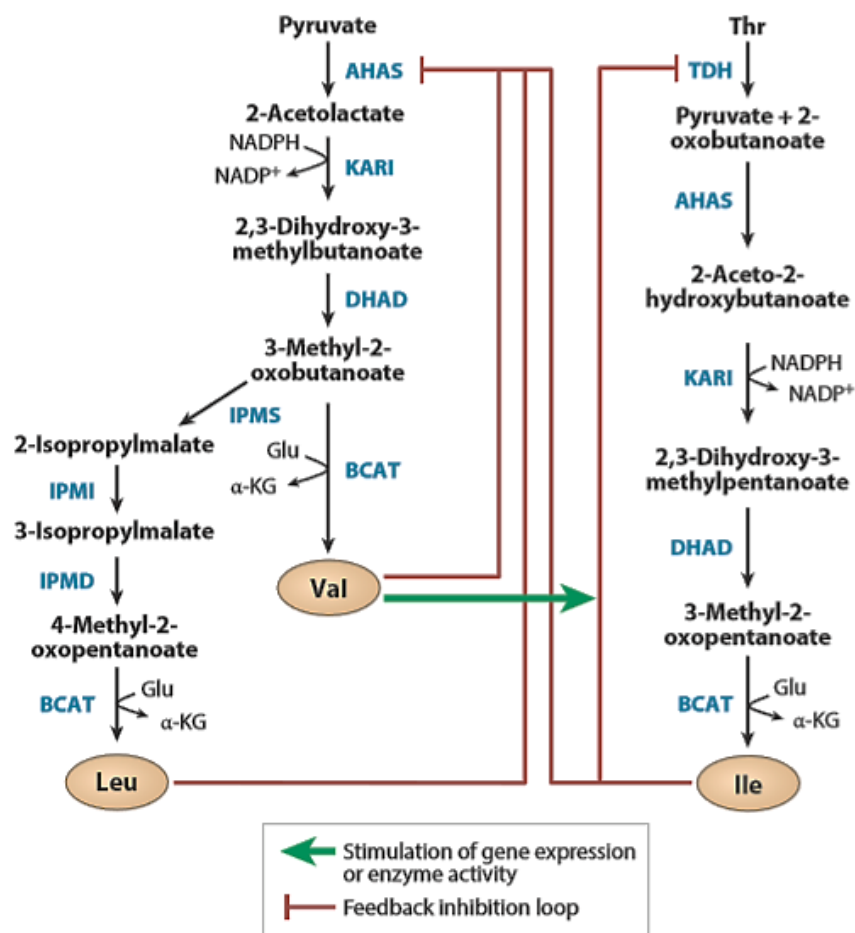 Pyruvate
AHAS
2-Acetolactate
NADPH
NADP+
KARI
2,3-Dihydroxy-3-
methylbutanoate
DHAD
3-Methyl-2-
oxobutanoate
IPMS
2-Isopropylmalate
IPMI
3-Isopropylmalate
IPMD
4-Methyl-2-
oxopentanoate
BCAT
Glu
α-KG
Leu
Glu
α-KG
BCAT
Val
Thr
TDH
Pyruvate + 2-
oxobutanoate
AHAS
2-Aceto-2-
hydroxybutanoate
KARI
NADPH
NADP+
2,3-Dihydroxy-3-
methylpentanoate
DHAD
3-Methyl-2-
oxopentanoate
BCAT
Glu
α-KG
Ile
Stimulation of gene expression
or enzyme activity
Feedback inhibition loop